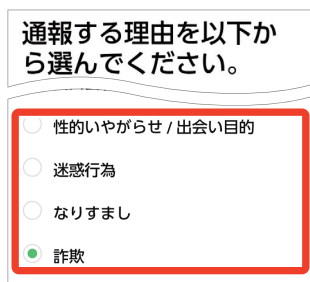 通報する理由を以下か
ら選んでください。
性的いやがらせ / 出会い目的
迷惑行為
なりすまし
詐欺